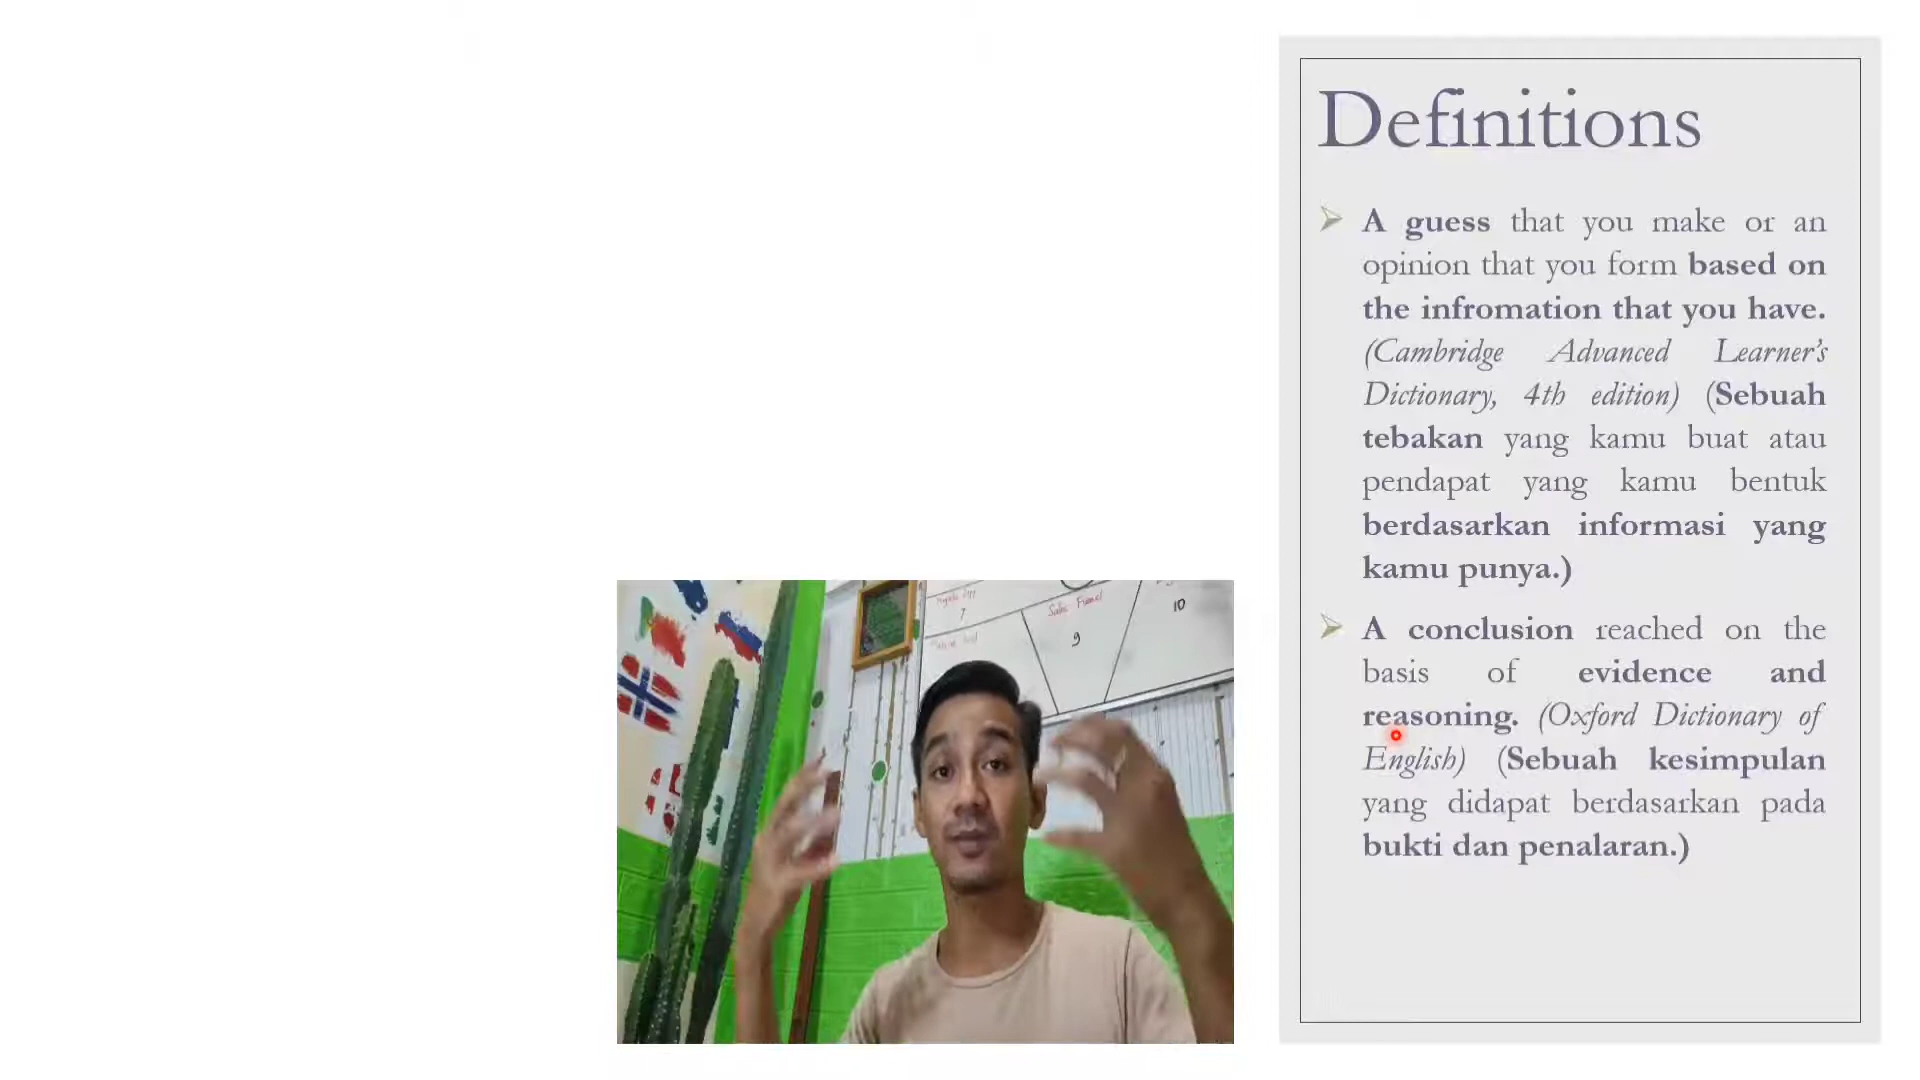 Definitions
A guess that you make or an
opinion that you form based on
the infromation that you have.
(Cambridge Advanced Learner's
Dictionary, 4th edition) (Sebuah
tebakan yang kamu buat atau
pendapat yang kamu bentuk
berdasarkan informasi yang
kamu punya.)
A conclusion reached on the
basis of evidence and
reasoning. (Oxford Dictionary of
English) (Sebuah kesimpulan
yang didapat berdasarkan pada
bukti dan penalaran.)
7
9
10